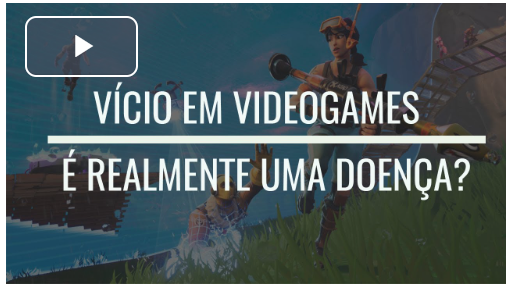 VÍCIO EM VIDEOGAMES
É REALMENTE UMA DOENÇA?